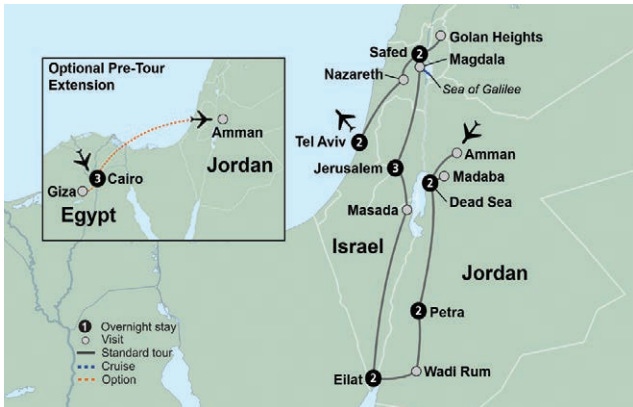 Optional Pre-Tour
Extension
Amman
Jordan
3
Cairo
Giza
Egypt
Golan Heights
Safed
2
Magdala
Nazareth
Sea of Galilee
Tel Aviv
2
Jerusalem
3
Amman
Madaba
2
Dead Sea
Masada
Israel
Jordan
2
Petra
Eilat
2
Wadi Rum
1 Overnight stay
Visit
Standard tour
Cruise
Option